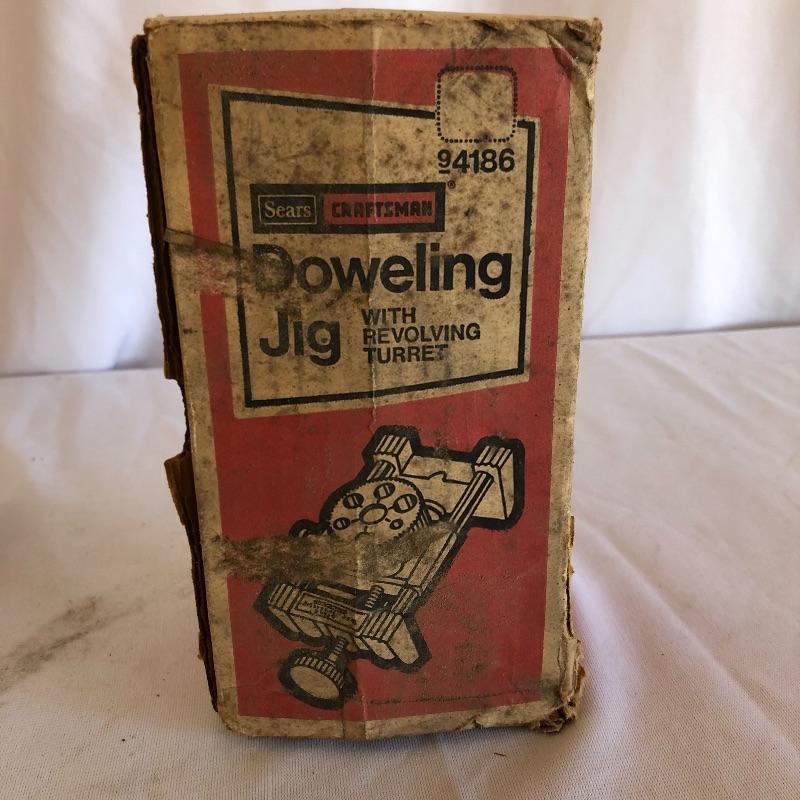 94186
Sears CRAFTSMAN®
Doweling
Jig WITH
REVOLVING
TURRET